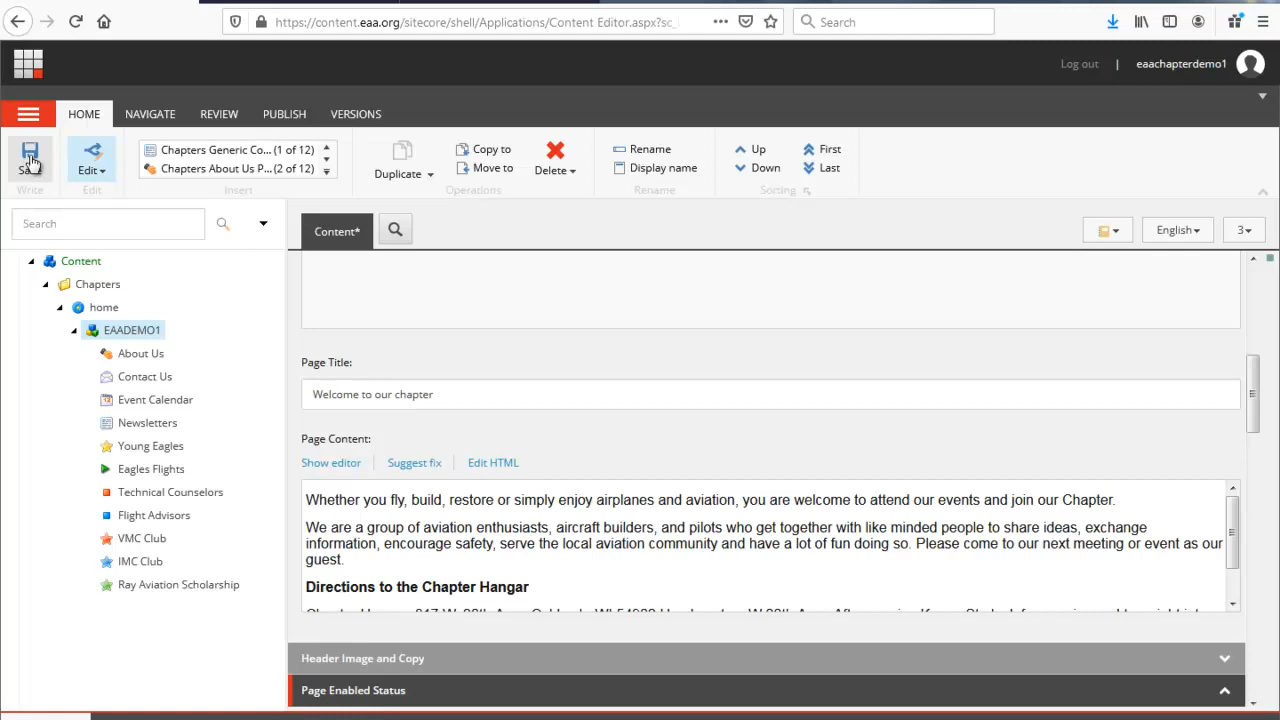 https://content.eaa.org/sitecore/shell/Applications/Content Editor.aspx?sc_
Search
Log out | eaachapterdemo1
HOME NAVIGATE REVIEW PUBLISH VERSIONS
Edit
Chapters Generic Co... (1 of 12)
Chapters About Us P... (2 of 12)
Duplicate
Copy to
Move to
Delete
Rename
Display name
Up
Down
First
Last
Write Edit Insert Operations Rename Sorting
Search
Content*
English
3
Content
Chapters
home
EAADEMO1
About Us
Contact Us
Event Calendar
Newsletters
Young Eagles
Eagles Flights
Technical Counselors
Flight Advisors
VMC Club
IMC Club
Ray Aviation Scholarship
Page Title:
Welcome to our chapter
Page Content:
Show editor Suggest fix Edit HTML
Whether you fly, build, restore or simply enjoy airplanes and aviation, you are welcome to attend our events and join our Chapter.
We are a group of aviation enthusiasts, aircraft builders, and pilots who get together with like minded people to share ideas, exchange
information, encourage safety, serve the local aviation community and have a lot of fun doing so. Please come to our next meeting or event as our
guest.
Directions to the Chapter Hangar
Header Image and Copy
Page Enabled Status